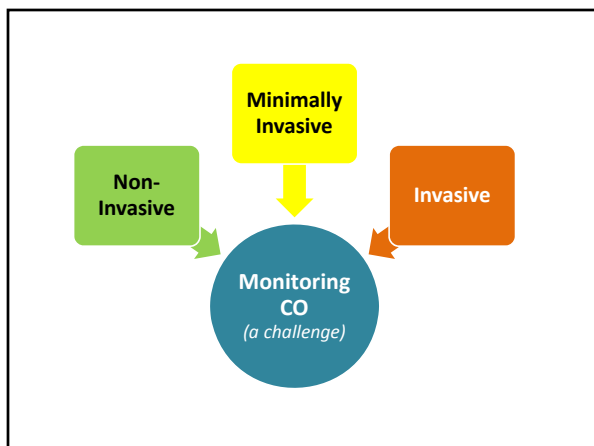 Minimally
Invasive
Non-
Invasive
Invasive
Monitoring
CO
(a challenge)